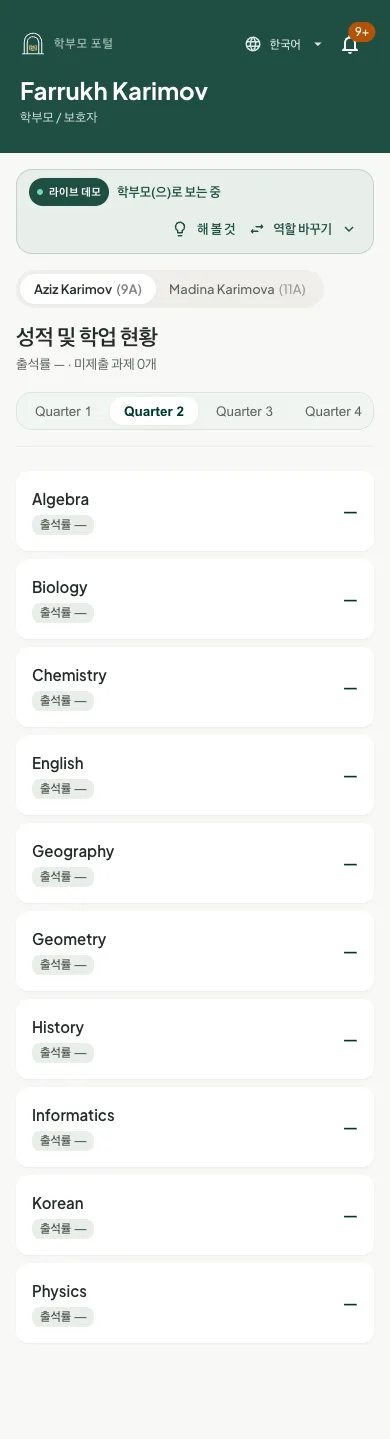 학부모 포털
한국어
9+
Farrukh Karimov
학부모 / 보호자
라이브 데모
학부모(으)로 보는 중
해 볼 것
역할 바꾸기
Aziz Karimov (9A)
Madina Karimova (11A)
성적 및 학업 현황
출석률 — · 미제출 과제 0개
Quarter 1
Quarter 2
Quarter 3
Quarter 4
Algebra
출석률 —
—
Biology
출석률 —
—
Chemistry
출석률 —
—
English
출석률 —
—
Geography
출석률 —
—
Geometry
출석률 —
—
History
출석률 —
—
Informatics
출석률 —
—
Korean
출석률 —
—
Physics
출석률 —
—